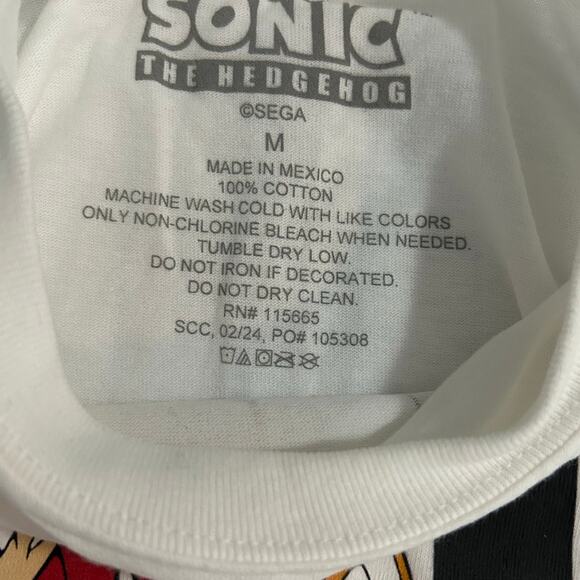 SONIC
THE HEDGEHOG
©SEGA
M
MADE IN MEXICO
100% COTTON
MACHINE WASH COLD WITH LIKE COLORS
ONLY NON-CHLORINE BLEACH WHEN NEEDED.
TUMBLE DRY LOW.
DO NOT IRON IF DECORATED.
DO NOT DRY CLEAN.
RN# 115665
SCC, 02/24, PO# 105308